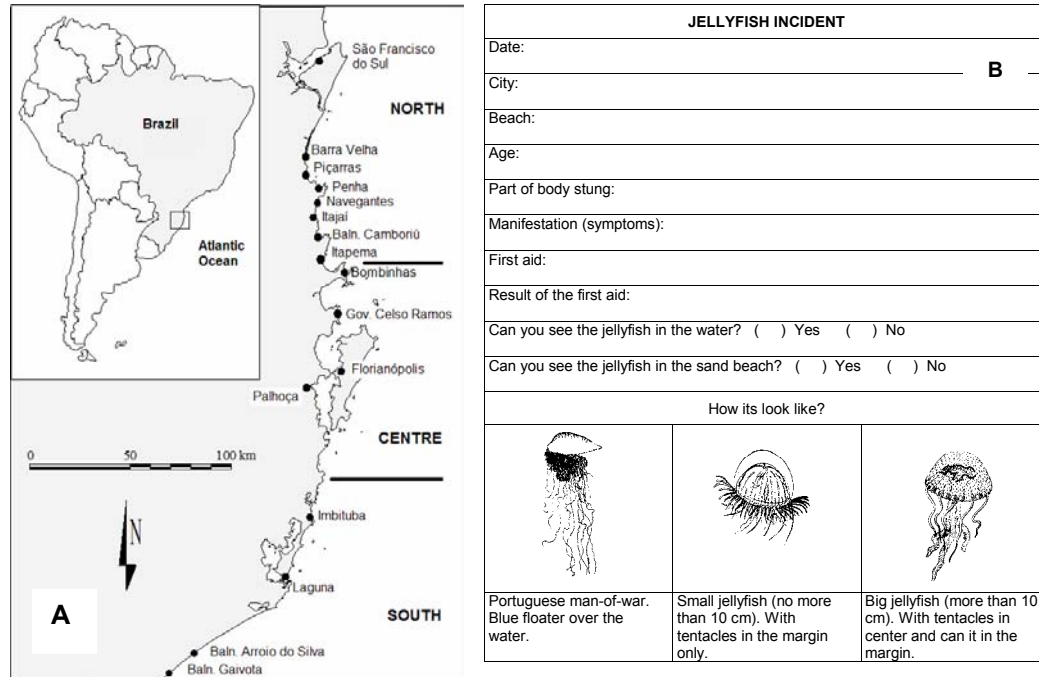 Brazil
Atlantic
Ocean
São Francisco
do Sul
NORTH
Barra Velha
Piçarras
Penha
Navegantes
Itajaí
Baln. Camboriú
Itapema
Bombinhas
Gov. Celso Ramos
Florianópolis
Palhoça
CENTRE
0 50 100 km
N
Imbituba
Laguna
SOUTH
Baln. Arroio do Silva
Baln. Gaivota
A
JELLYFISH INCIDENT
Date:
B
City:
Beach:
Age:
Part of body stung:
Manifestation (symptoms):
First aid:
Result of the first aid:
Can you see the jellyfish in the water? ( ) Yes ( ) No
Can you see the jellyfish in the sand beach? ( ) Yes ( ) No
How its look like?
Portuguese man-of-war.
Blue floater over the
water.
Small jellyfish (no more
than 10 cm). With
tentacles in the margin
only.
Big jellyfish (more than 10
cm). With tentacles in
center and can it in the
margin.